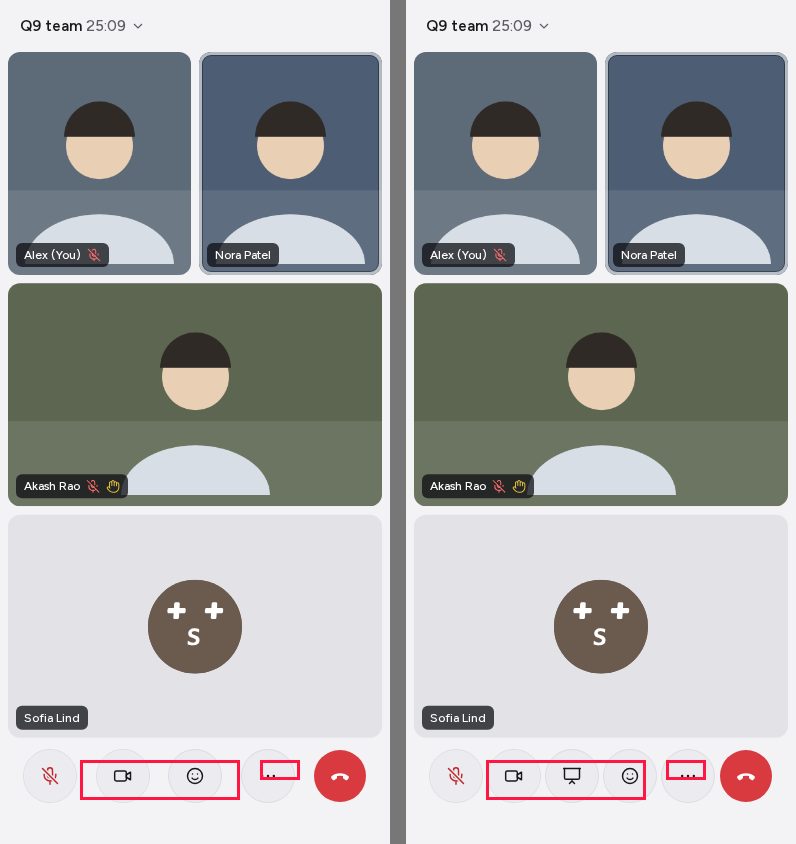 Q9 team 25:09
Alex (You)
Nora Patel
Akash Rao
S
Sofia Lind
Q9 team 25:09
Alex (You)
Nora Patel
Akash Rao
S
Sofia Lind